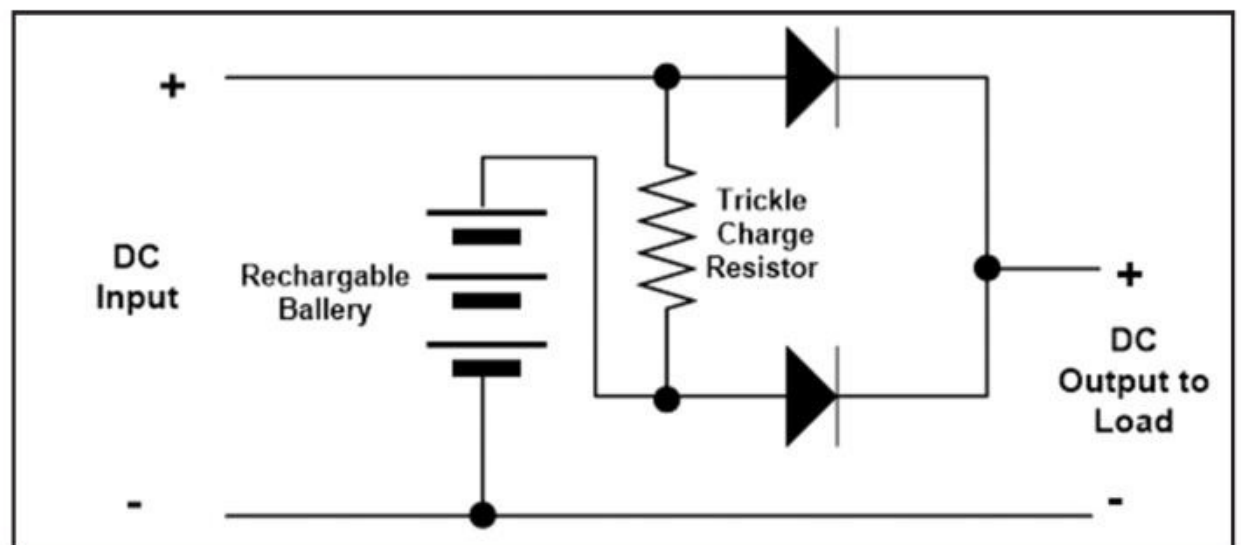 +
Trickle
Charge
Resistor
DC
Input
Rechargable
Ballery
+
DC
Output to
Load
-
-